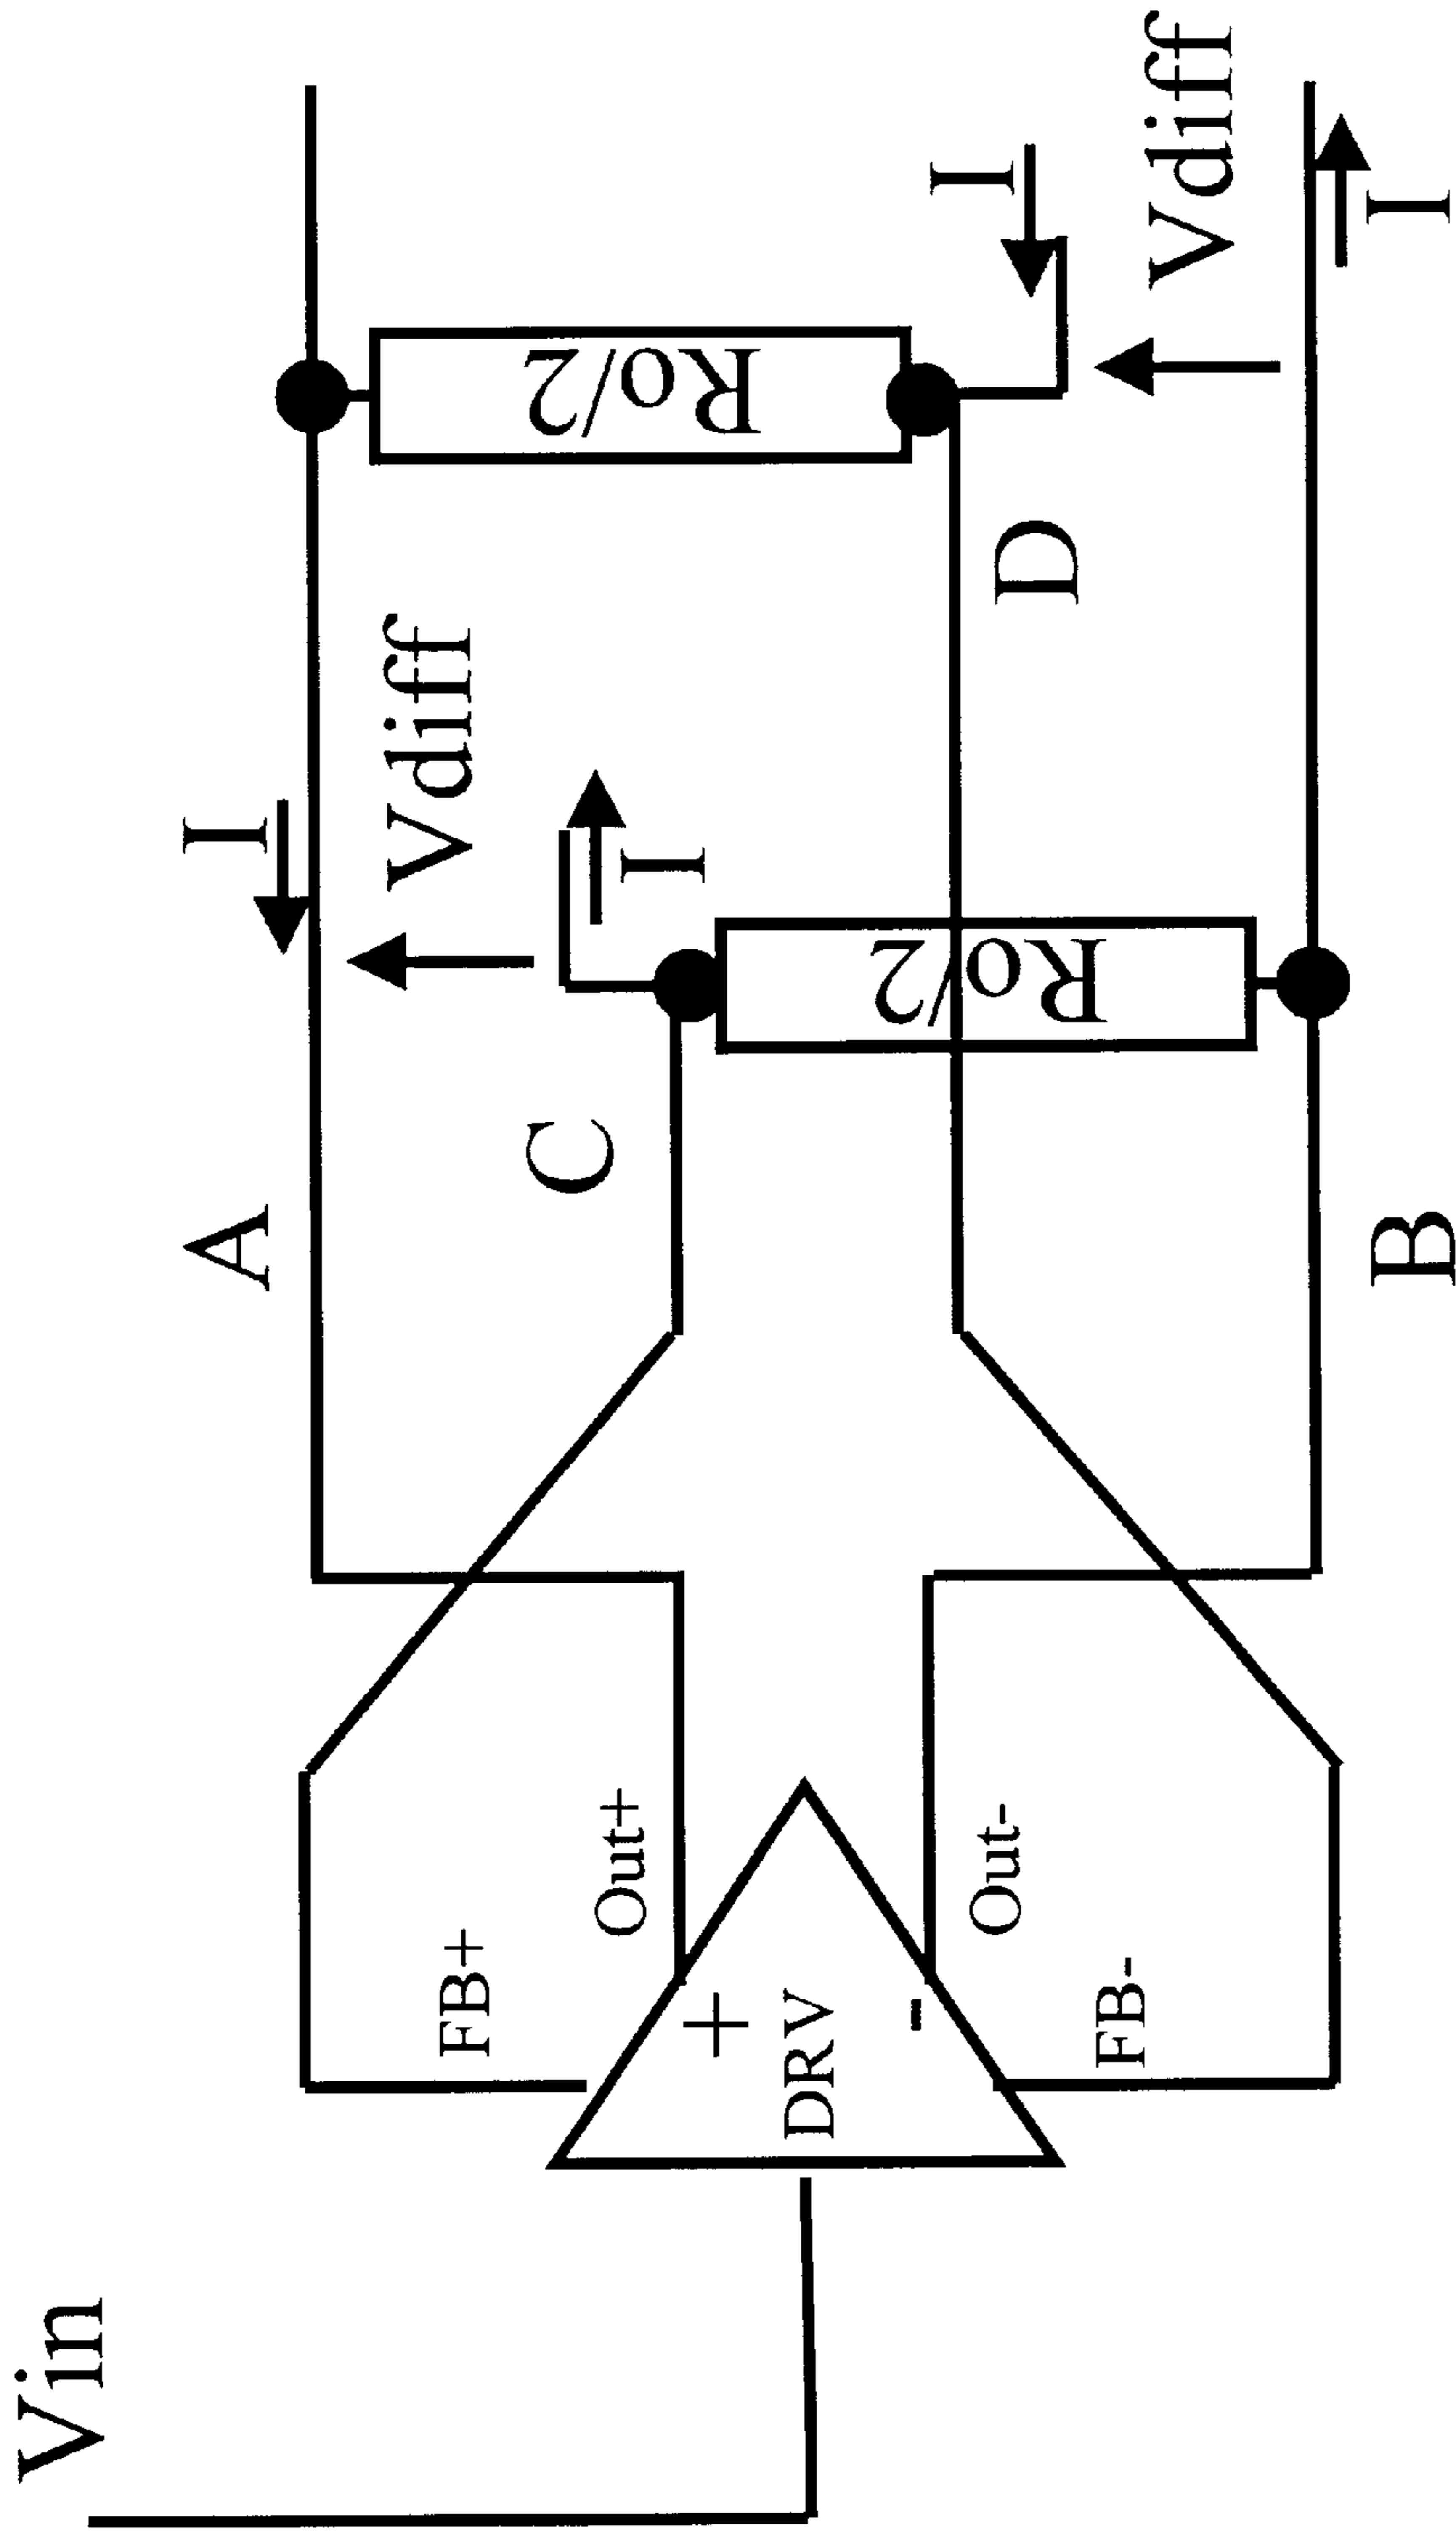 Vin
FB+
Out+
+
DRV
-
Out-
FB-
A
C
B
I
Vdiff
I
Ro/2
D
Ro/2
I
Vdiff
I